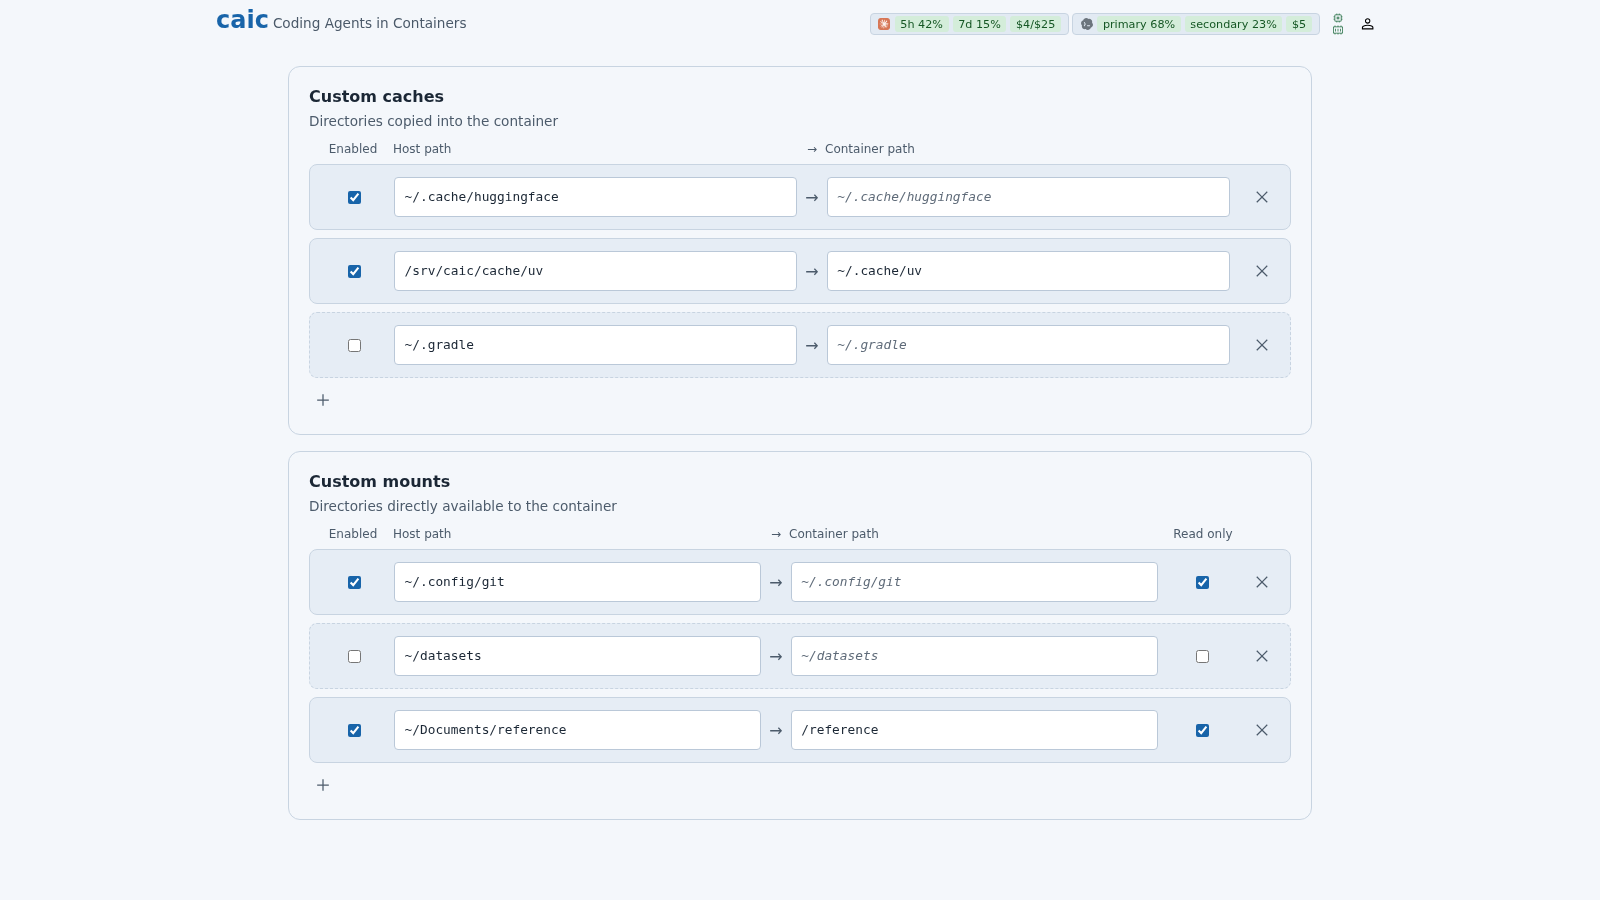 caic Coding Agents in Containers
5h 42% 7d 15% $4/$25 primary 68% secondary 23% $5
Custom caches
Directories copied into the container
Enabled Host path → Container path
~/.cache/huggingface → ~/.cache/huggingface
/srv/caic/cache/uv → ~/.cache/uv
~/.gradle → ~/.gradle
Custom mounts
Directories directly available to the container
Enabled Host path → Container path Read only
~/.config/git → ~/.config/git
~/datasets → ~/datasets
~/Documents/reference → /reference